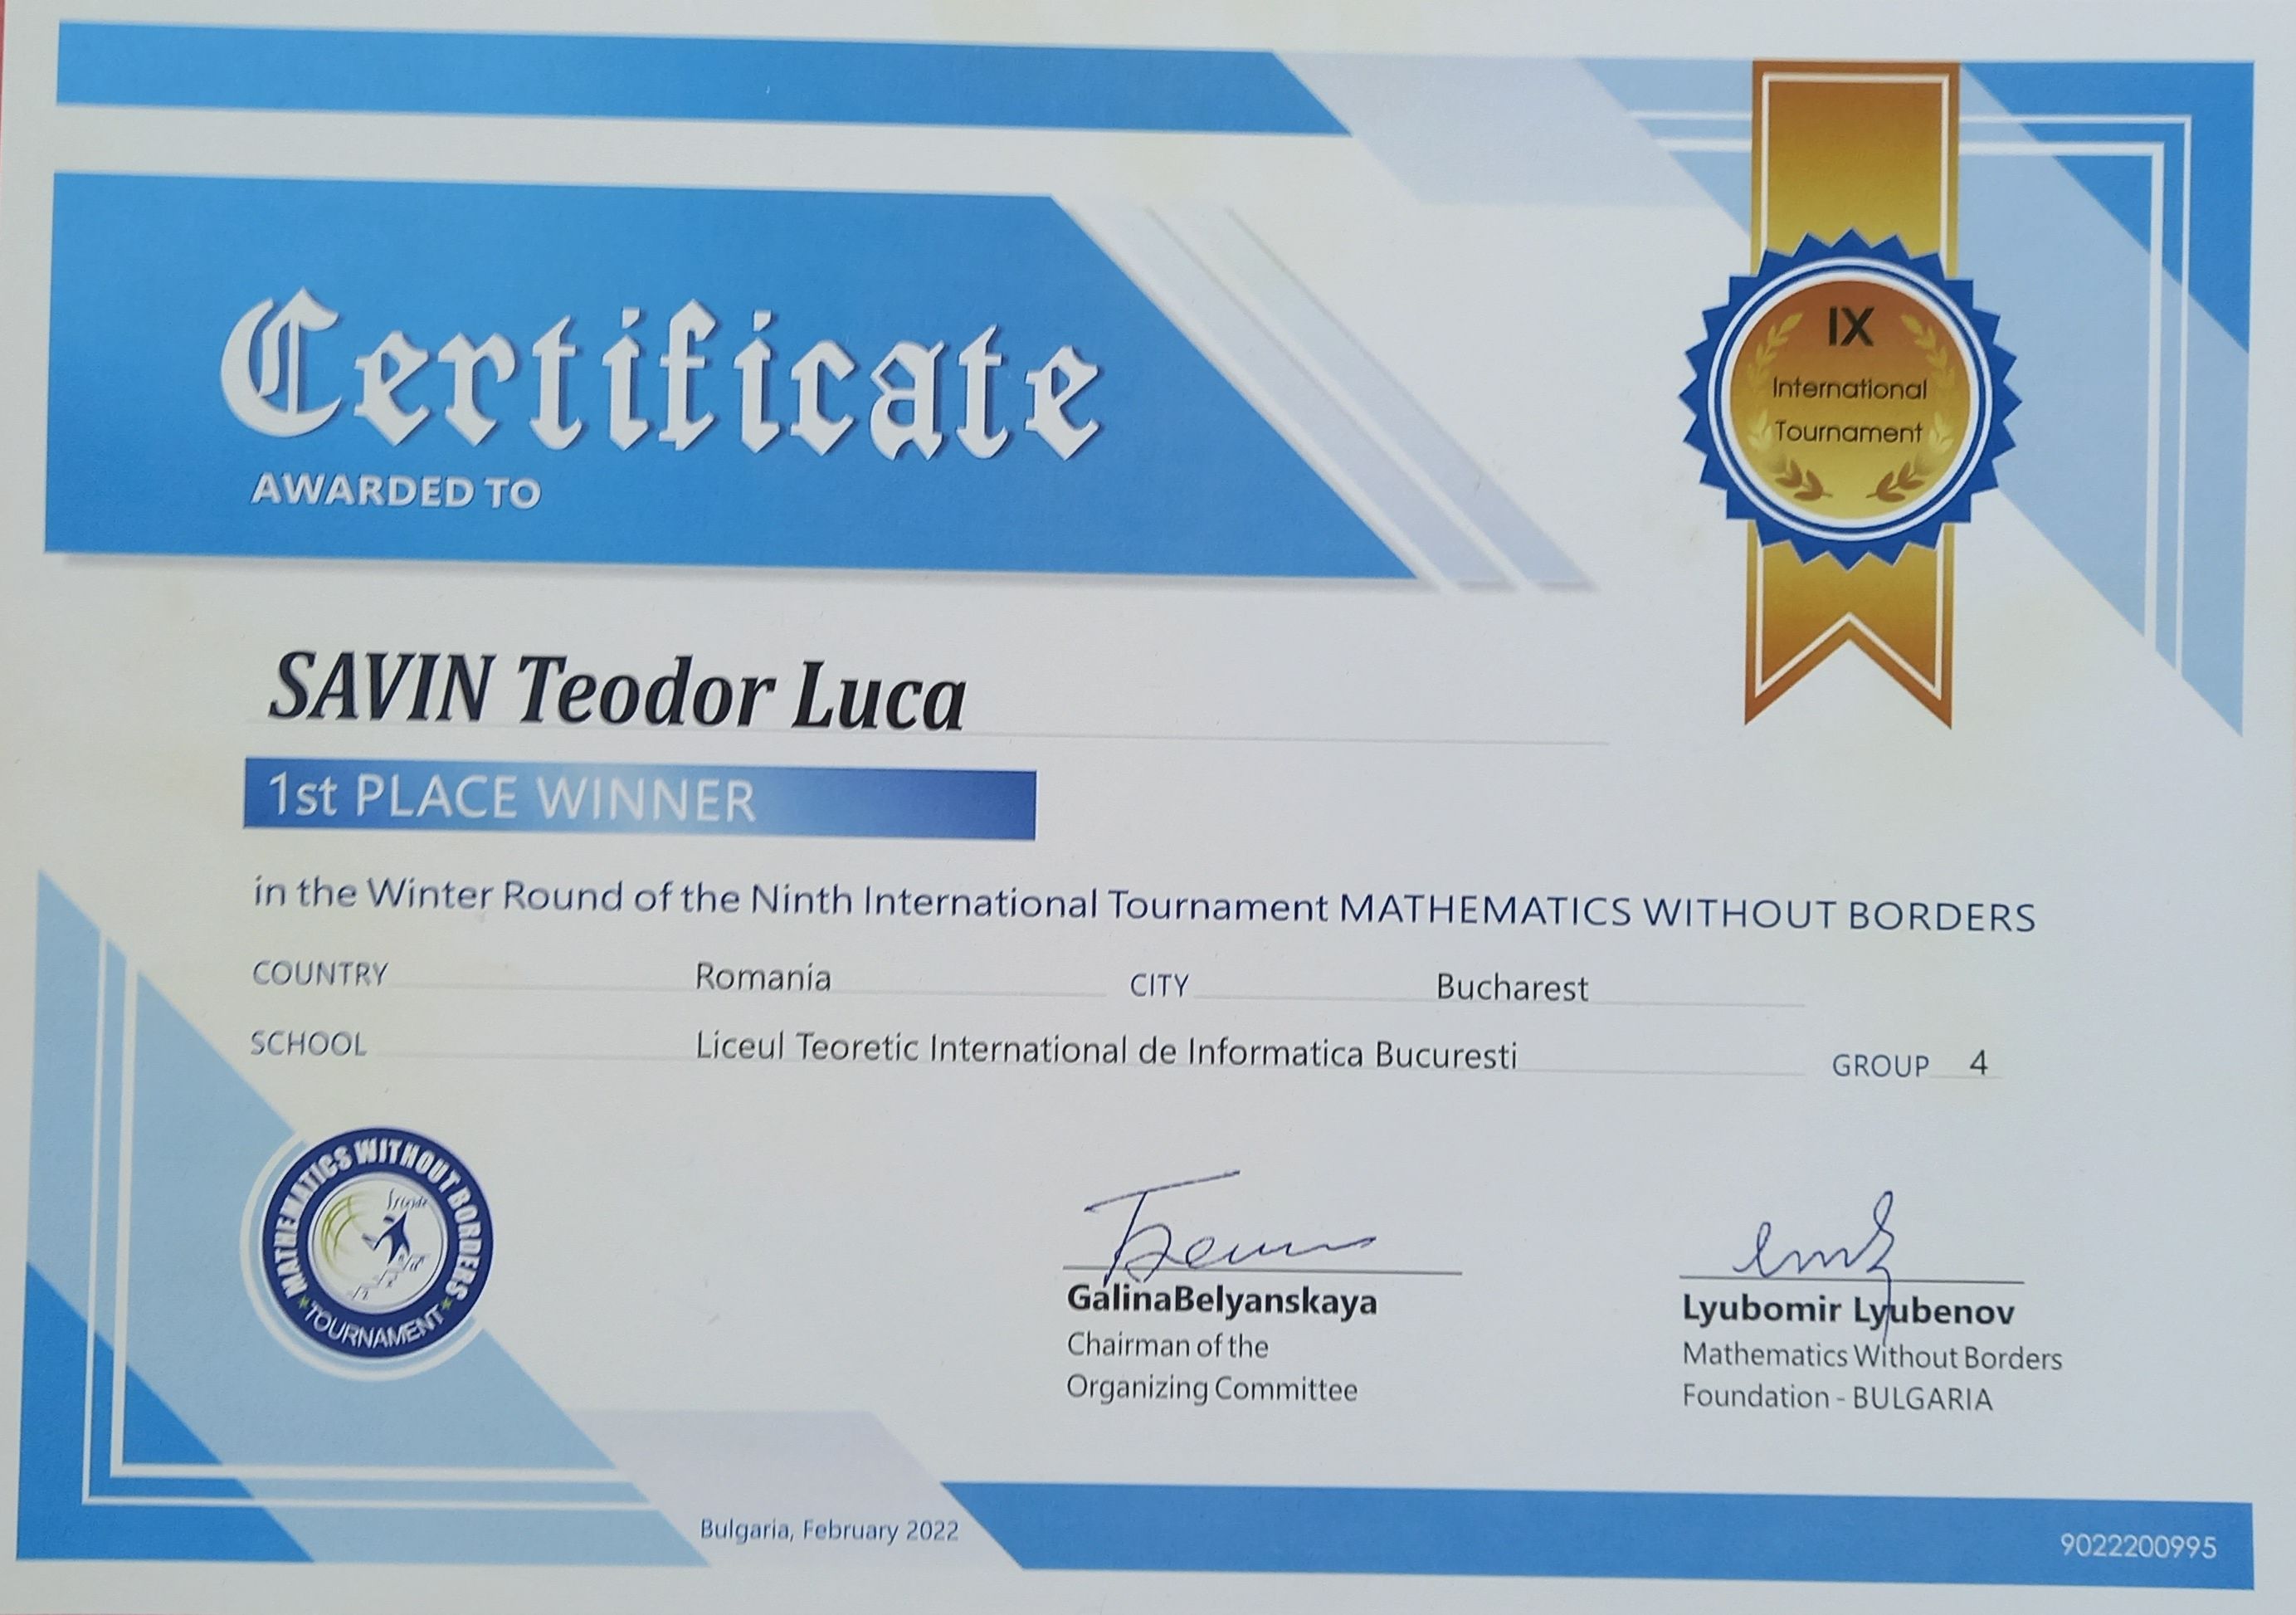 Certificate
AWARDED TO
IX
International
Tournament
SAVIN Teodor Luca
1st PLACE WINNER
in the Winter Round of the Ninth International Tournament MATHEMATICS WITHOUT BORDERS
COUNTRY Romania CITY Bucharest
SCHOOL Liceul Teoretic International de Informatica Bucuresti GROUP 4
MATHEMATICS WITHOUT BORDERS
TOURNAMENT
GalinaBelyanskaya
Chairman of the
Organizing Committee
Lyubomir Lyubenov
Mathematics Without Borders
Foundation - BULGARIA
Bulgaria, February 2022
9022200995